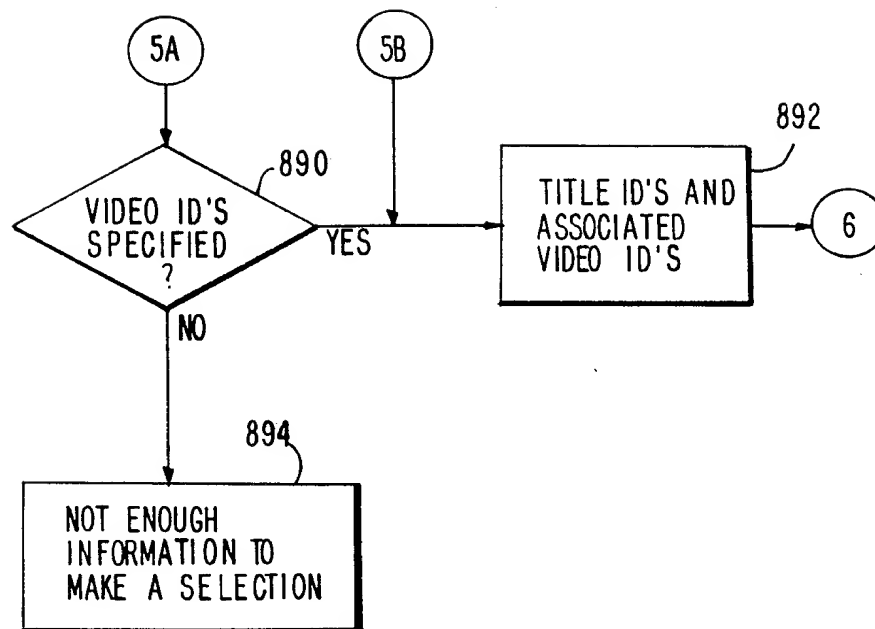 5A
5B
890
VIDEO ID'S
SPECIFIED
?
YES
NO
892
TITLE ID'S AND
ASSOCIATED
VIDEO ID'S
6
894
NOT ENOUGH
INFORMATION TO
MAKE A SELECTION